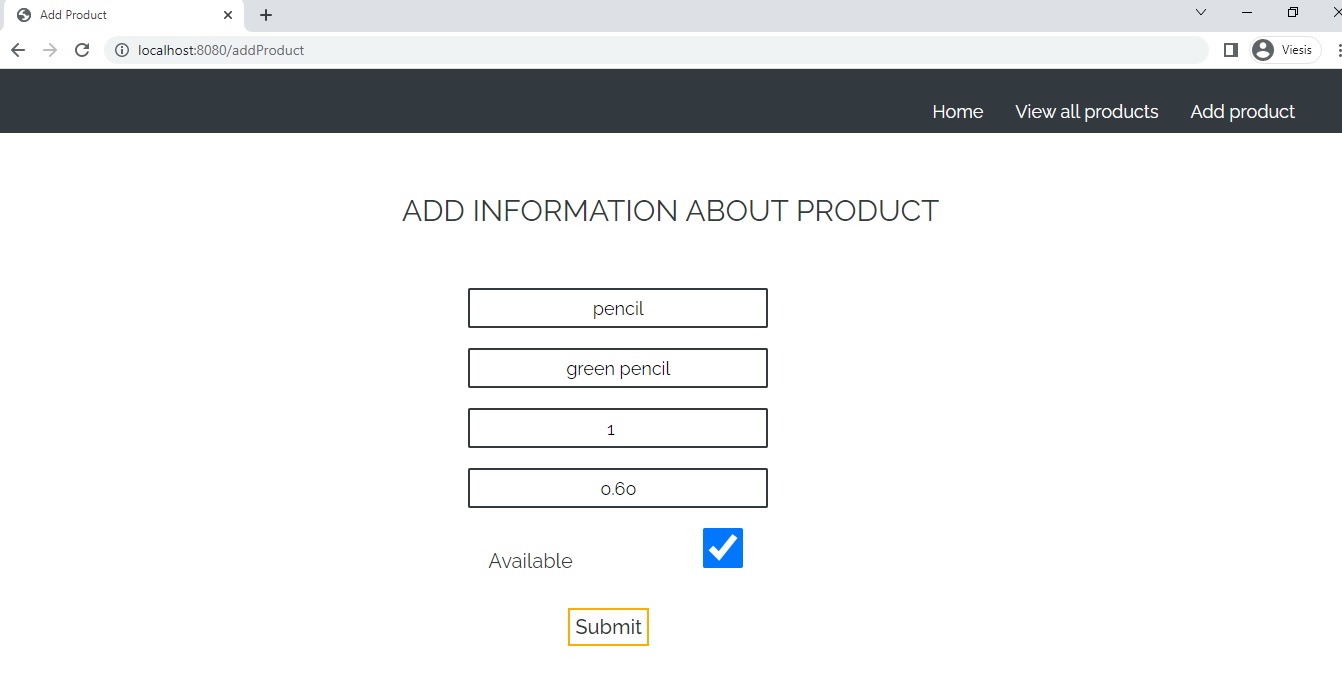 Add Product
localhost:8080/addProduct
Viesis
Home View all products Add product
ADD INFORMATION ABOUT PRODUCT
pencil
green pencil
1
0.60
Available
Submit